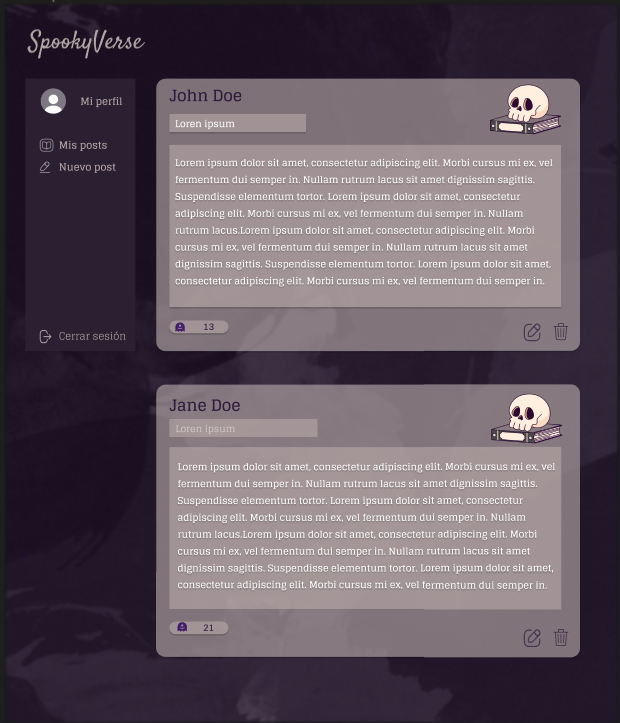 SpookyVerse
Mi perfil
Mis posts
Nuevo post
Cerrar sesión
John Doe
Loren ipsum
Lorem ipsum dolor sit amet, consectetur adipiscing elit. Morbi cursus mi ex, vel
fermentum dui semper in. Nullam rutrum lacus sit amet dignissim sagittis.
Suspendisse elementum tortor. Lorem ipsum dolor sit amet, consectetur
adipiscing elit. Morbi cursus mi ex, vel fermentum dui semper in. Nullam
rutrum lacus.Lorem ipsum dolor sit amet, consectetur adipiscing elit. Morbi
cursus mi ex, vel fermentum dui semper in. Nullam rutrum lacus sit amet
dignissim sagittis. Suspendisse elementum tortor. Lorem ipsum dolor sit amet,
consectetur adipiscing elit. Morbi cursus mi ex, vel fermentum dui semper in.
13
Jane Doe
Loren ipsum
Lorem ipsum dolor sit amet, consectetur adipiscing elit. Morbi cursus mi ex, vel
fermentum dui semper in. Nullam rutrum lacus sit amet dignissim sagittis.
Suspendisse elementum tortor. Lorem ipsum dolor sit amet, consectetur
adipiscing elit. Morbi cursus mi ex, vel fermentum dui semper in. Nullam
rutrum lacus.Lorem ipsum dolor sit amet, consectetur adipiscing elit. Morbi
cursus mi ex, vel fermentum dui semper in. Nullam rutrum lacus sit amet
dignissim sagittis. Suspendisse elementum tortor. Lorem ipsum dolor sit amet,
consectetur adipiscing elit. Morbi cursus mi ex, vel fermentum dui semper in.
21